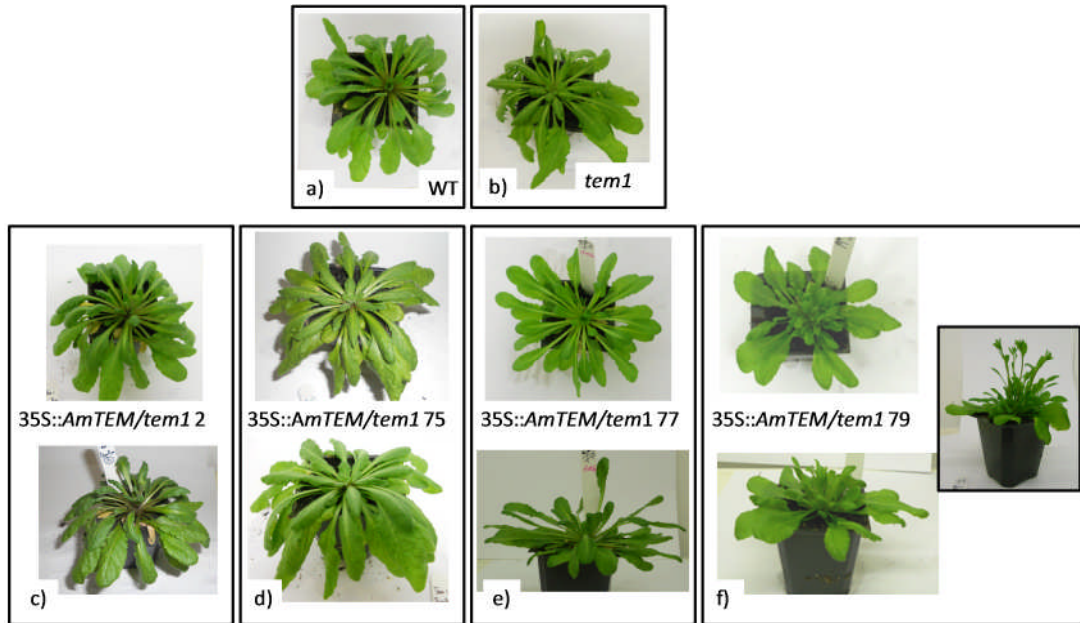 a) WT
b) tem1
35S::AmTEM/tem1 2
35S::AmTEM/tem1 75
35S::AmTEM/tem1 77
35S::AmTEM/tem1 79
c)
d)
e)
f)